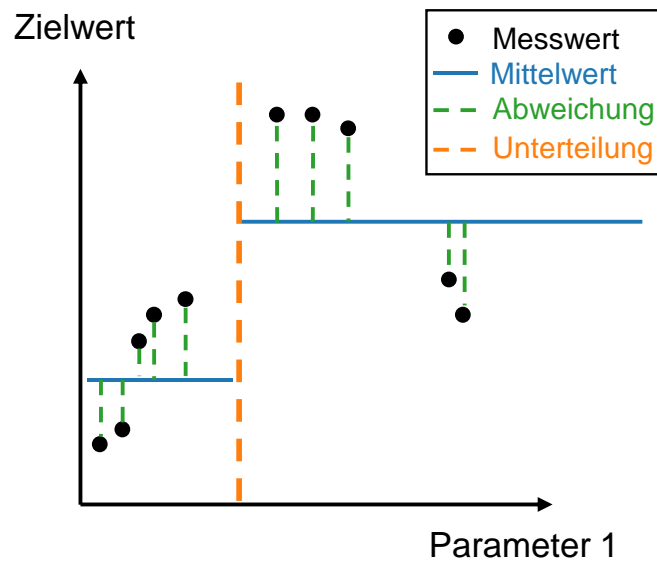 Zielwert
Messwert
Mittelwert
Abweichung
Unterteilung
Parameter 1